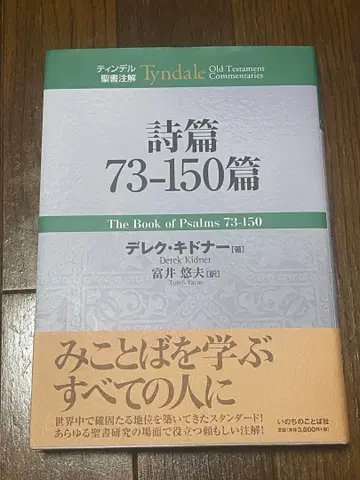 ティンデル
聖書注解
Tyndale
Old Testament
Commentaries
詩篇
73-150篇
The Book of Psalms 73-150
デレク・キドナー[著]
Derek Kidner
富井悠夫[訳]
Tomii Yasuo
みことばを学ぶ
すべての人に
世界中で確固たる地位を築いてきたスタンダード!
あらゆる聖書研究の場面で役立つ頼もしい注解!
いのちのことば社